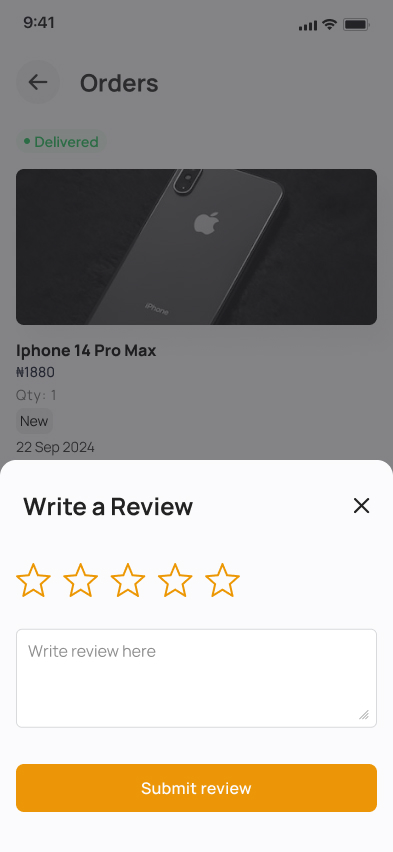 9:41
Orders
Delivered
iPhone
Iphone 14 Pro Max
₦1880
Qty: 1
New
22 Sep 2024
Write a Review
Write review here
Submit review